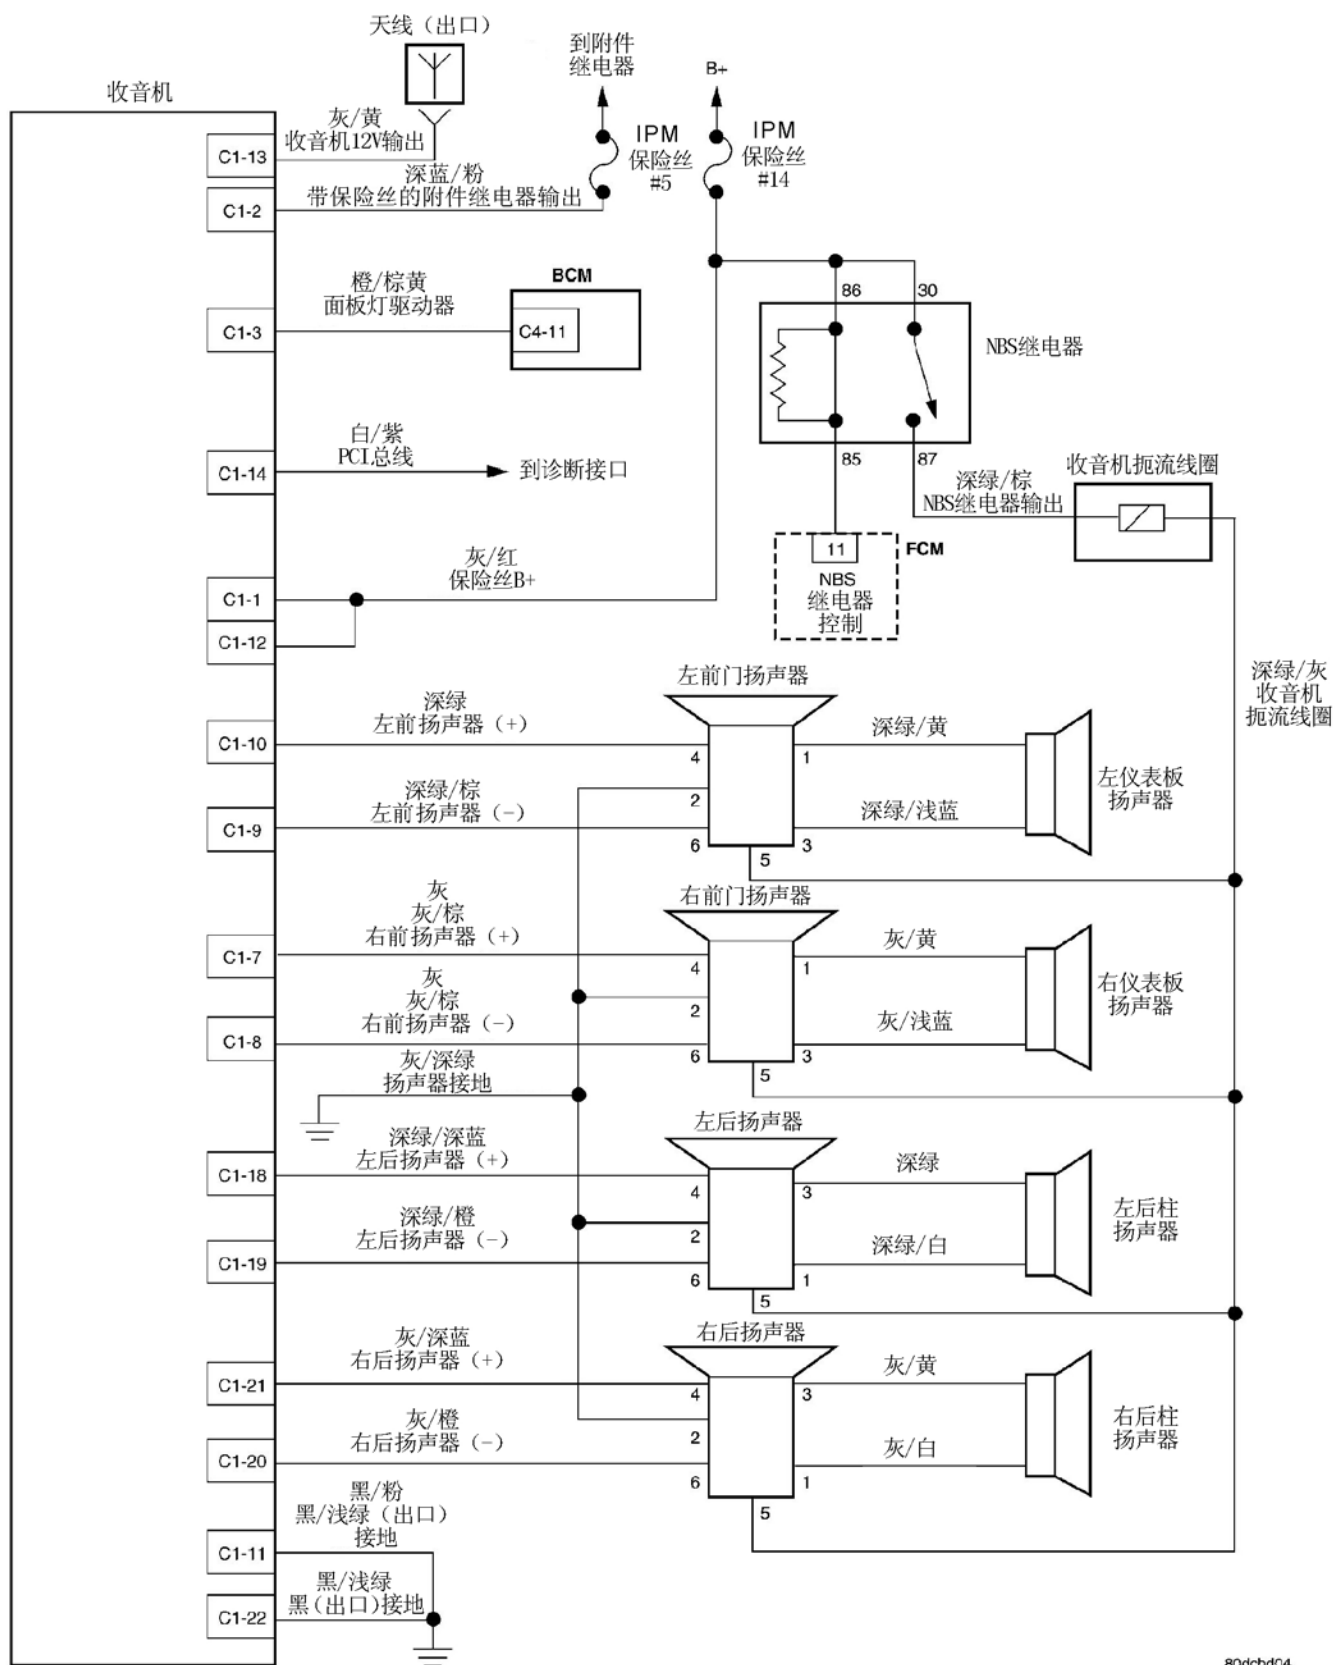 天线（出口）
收音机
到附件
继电器
B+
灰/黄
收音机12V输出
C1-13
IPM
保险丝
#5
IPM
保险丝
#14
深蓝/粉
带保险丝的附件继电器输出
C1-2
橙/棕黄
面板灯驱动器
C1-3
BCM
C4-11
86
30
NBS继电器
85
87
白/紫
PCI总线
C1-14
到诊断接口
深绿/棕
NBS继电器输出
收音机扼流线圈
11
FCM
NBS
继电器
控制
灰/红
保险丝B+
C1-1
C1-12
深绿/灰
收音机
扼流线圈
左前门扬声器
深绿
左前扬声器（+）
C1-10
4
1
深绿/黄
2
深绿/棕
左前扬声器（-）
C1-9
6
5
3
深绿/浅蓝
左仪表板
扬声器
右前门扬声器
灰
灰/棕
右前扬声器（+）
C1-7
4
1
灰/黄
2
灰
灰/棕
右前扬声器（-）
C1-8
6
5
3
灰/浅蓝
右仪表板
扬声器
灰/深绿
扬声器接地
左后扬声器
深绿/深蓝
左后扬声器（+）
C1-18
4
3
深绿
2
深绿/橙
左后扬声器（-）
C1-19
6
5
1
深绿/白
左后柱
扬声器
右后扬声器
灰/深蓝
右后扬声器（+）
C1-21
4
3
灰/黄
2
灰/橙
右后扬声器（-）
C1-20
6
5
1
灰/白
右后柱
扬声器
黑/粉
黑/浅绿（出口）
接地
C1-11
黑/浅绿
黑（出口）接地
C1-22
80dcbd04